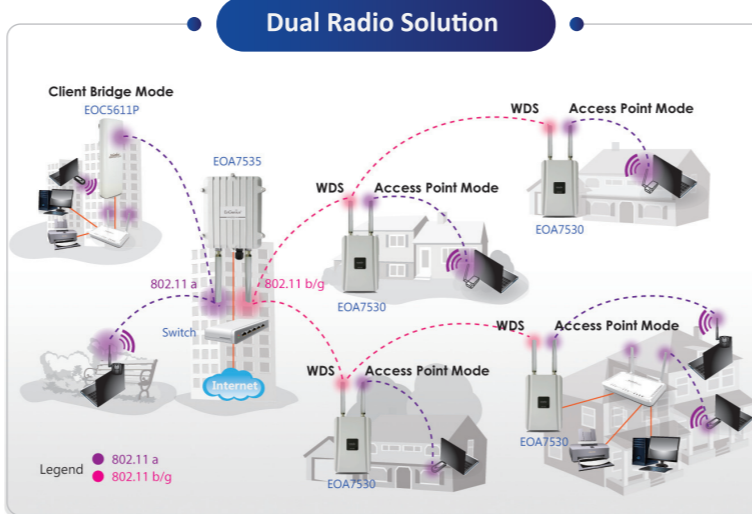 Dual Radio Solution
Client Bridge Mode
EOC5611P
EOA7535
WDS
Access Point Mode
EOA7530
WDS
Access Point Mode
EOA7530
802.11 a
802.11 b/g
Switch
Internet
WDS
Access Point Mode
EOA7530
WDS
Access Point Mode
EOA7530
Legend
802.11 a
802.11 b/g